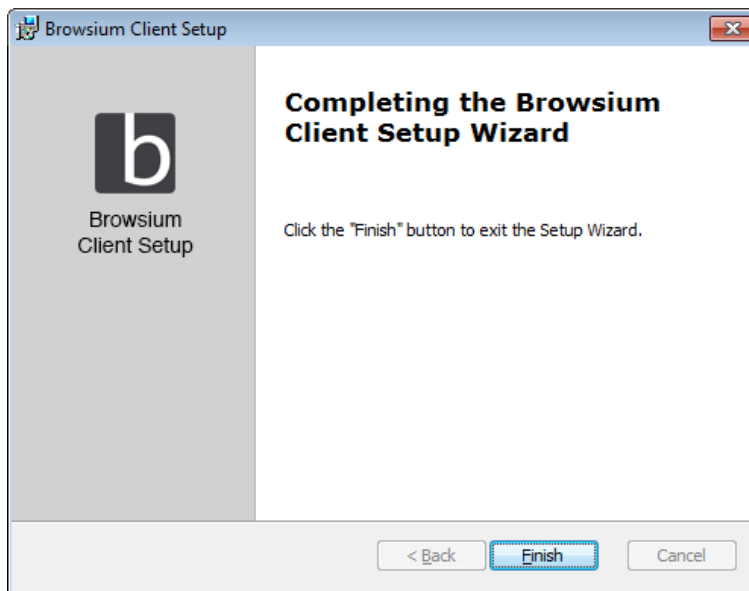 Browsium Client Setup
Completing the Browsium
Client Setup Wizard
b
Browsium
Client Setup
Click the "Finish" button to exit the Setup Wizard.
< Back
Finish
Cancel